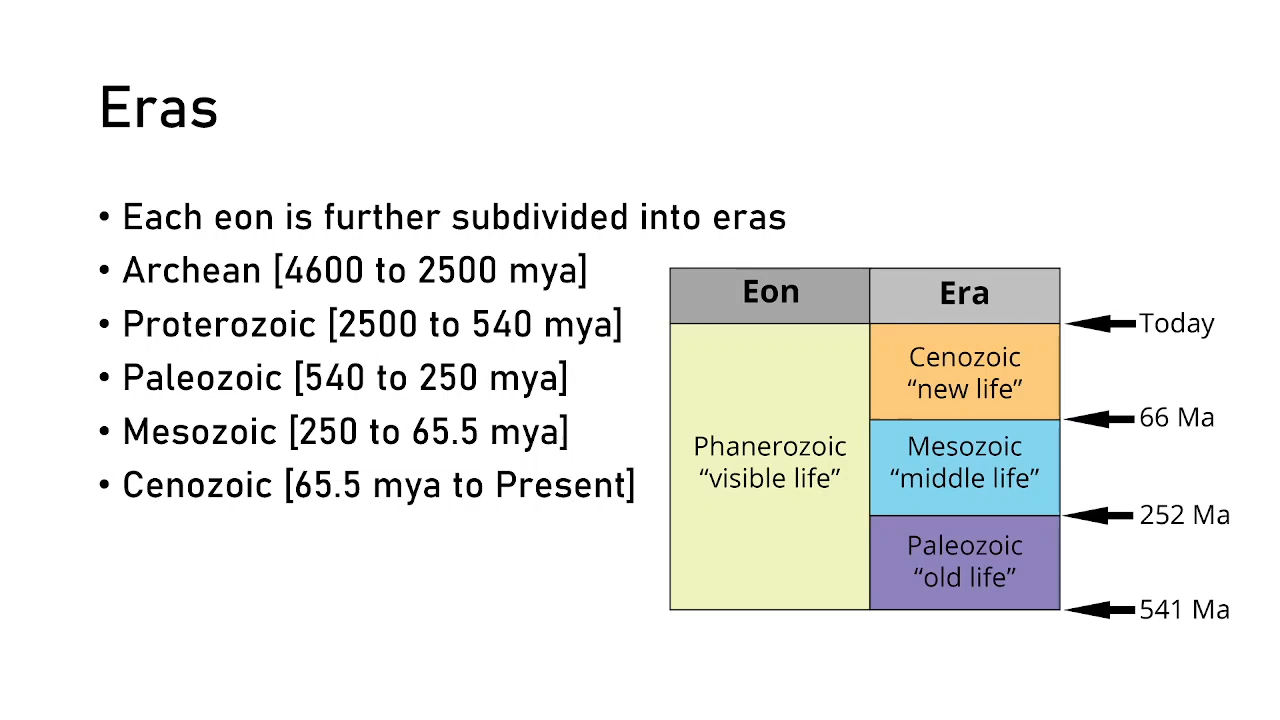 Eras
• Each eon is further subdivided into eras
• Archean [4600 to 2500 mya]
• Proterozoic [2500 to 540 mya]
• Paleozoic [540 to 250 mya]
• Mesozoic [250 to 65.5 mya]
• Cenozoic [65.5 mya to Present]
Eon
Era
Phanerozoic
“visible life”
Cenozoic
“new life”
Mesozoic
“middle life”
Paleozoic
“old life”
Today
66 Ma
252 Ma
541 Ma